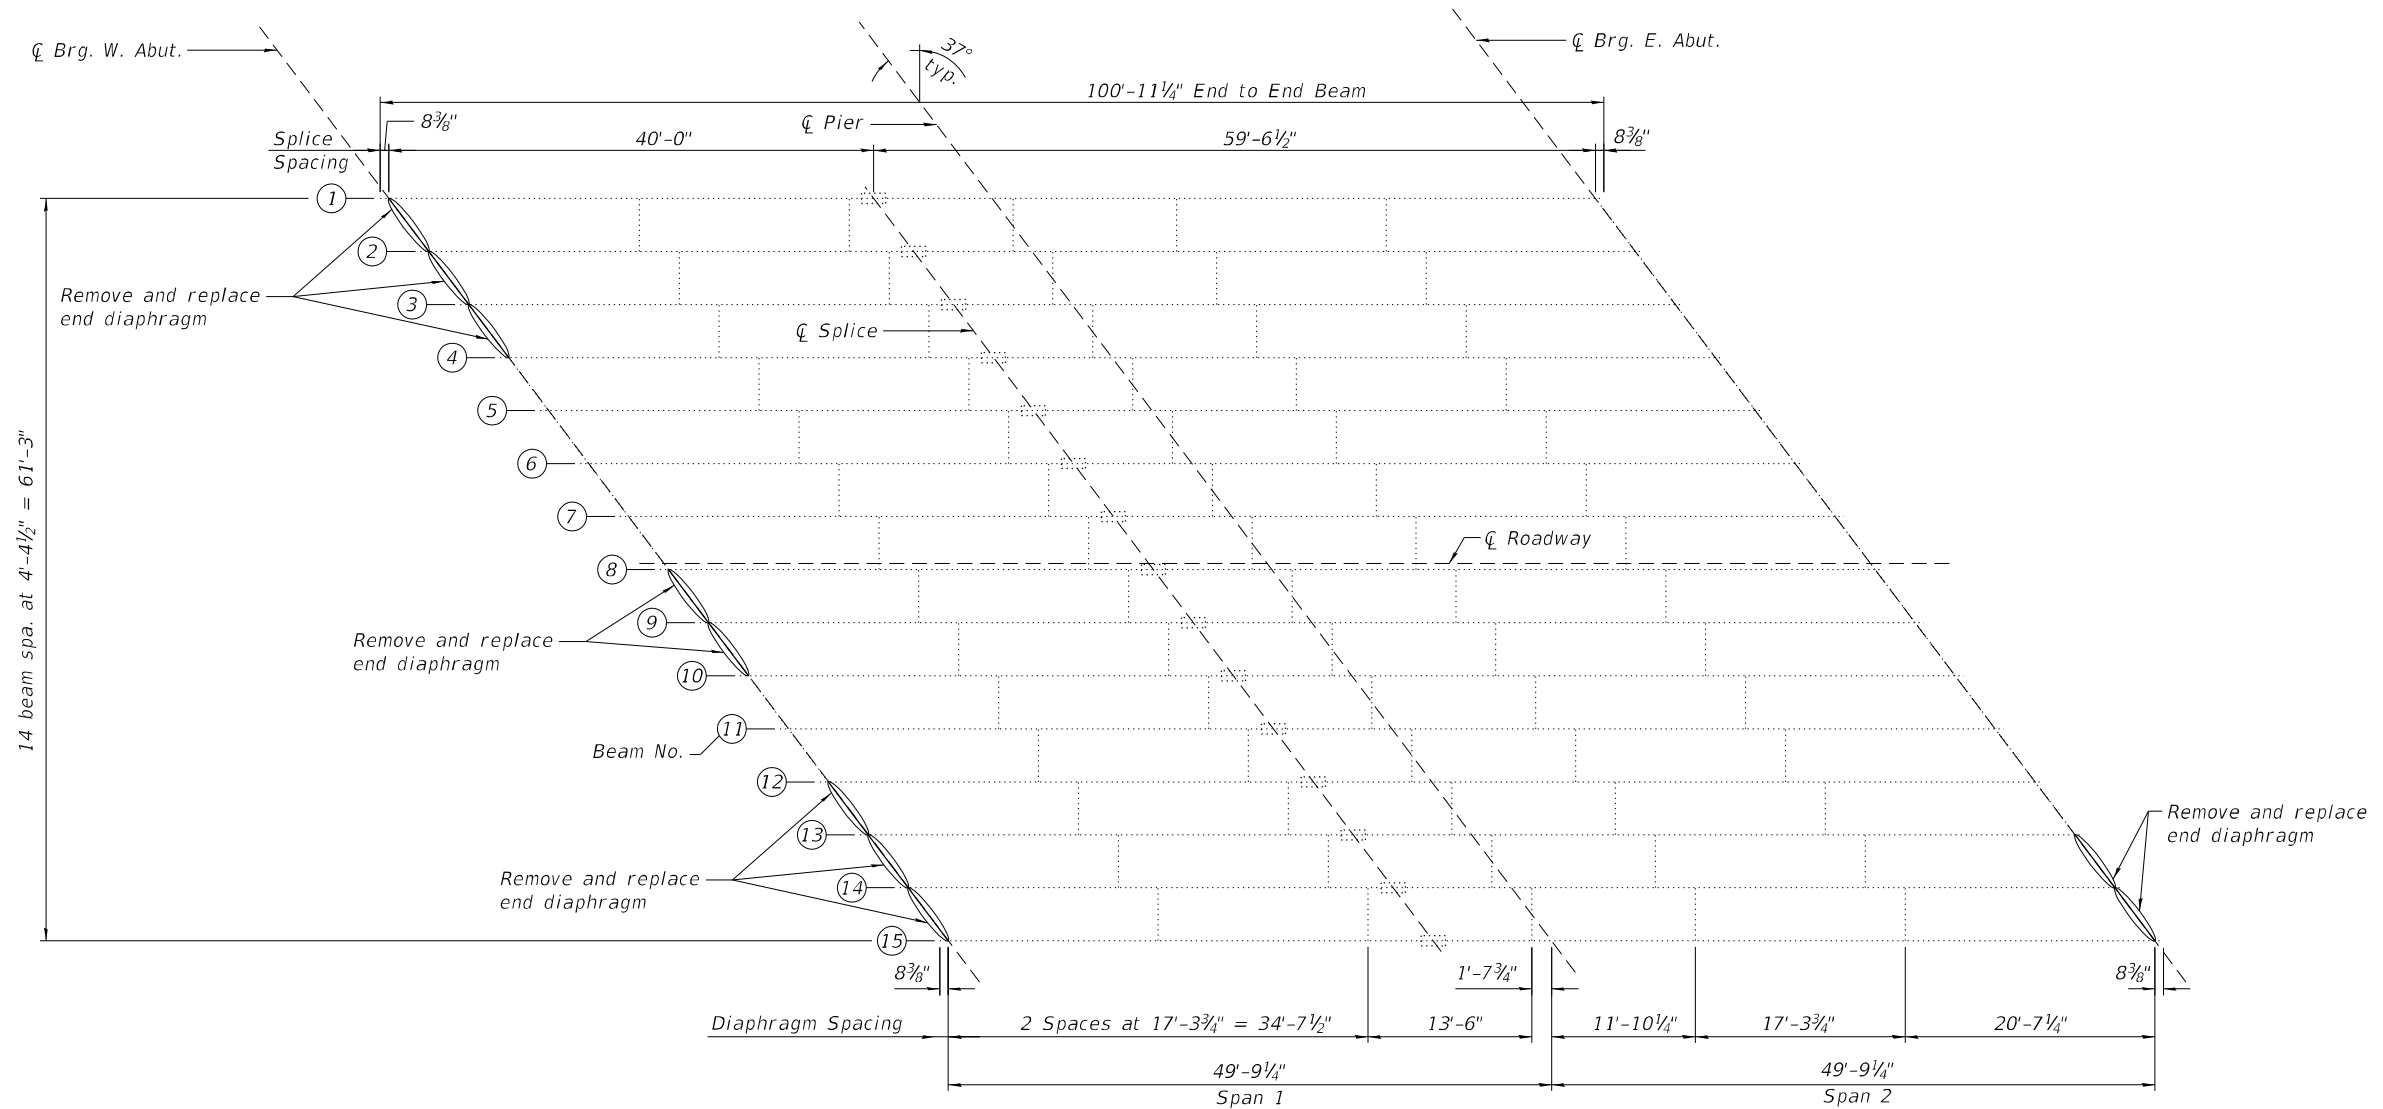 ℄ Brg. W. Abut.
37°
typ.
℄ Brg. E. Abut.
100'-11¼" End to End Beam
8⅜"
℄ Pier
Splice
Spacing
40'-0"
59'-6½"
8⅜"
1
2
Remove and replace
end diaphragm
3
℄ Splice
4
5
14 beam spa. at 4'-4½" = 61'-3"
6
7
℄ Roadway
8
9
Remove and replace
end diaphragm
10
11
Beam No.
12
13
Remove and replace
end diaphragm
Remove and replace
end diaphragm
14
15
8⅜"
1'-7¾"
8⅜"
Diaphragm Spacing
2 Spaces at 17'-3¾" = 34'-7½"
13'-6"
11'-10¼"
17'-3¾"
20'-7¼"
49'-9¼"
Span 1
49'-9¼"
Span 2